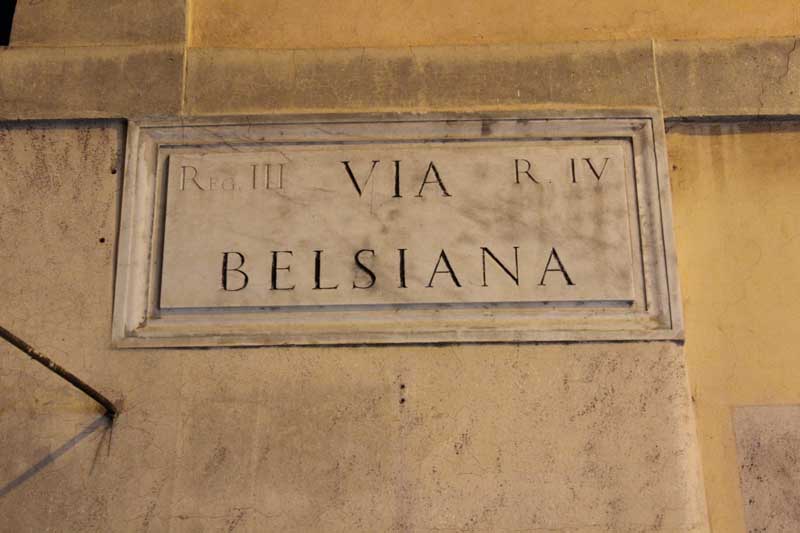 REG. III VIA R. IV
BELSIANA